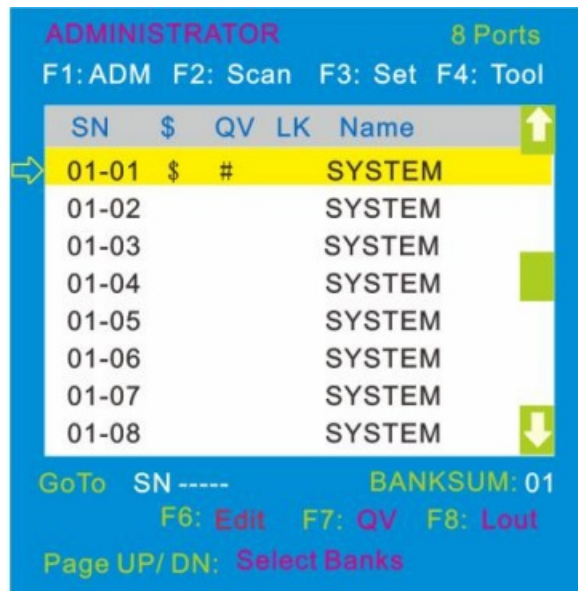 ADMINISTRATOR 8 Ports
F1: ADM F2: Scan F3: Set F4: Tool
SN $ QV LK Name
01-01 $ # SYSTEM
01-02 SYSTEM
01-03 SYSTEM
01-04 SYSTEM
01-05 SYSTEM
01-06 SYSTEM
01-07 SYSTEM
01-08 SYSTEM
GoTo SN ----- BANKSUM: 01
F6: Edit F7: QV F8: Lout
Page UP/ DN: Select Banks